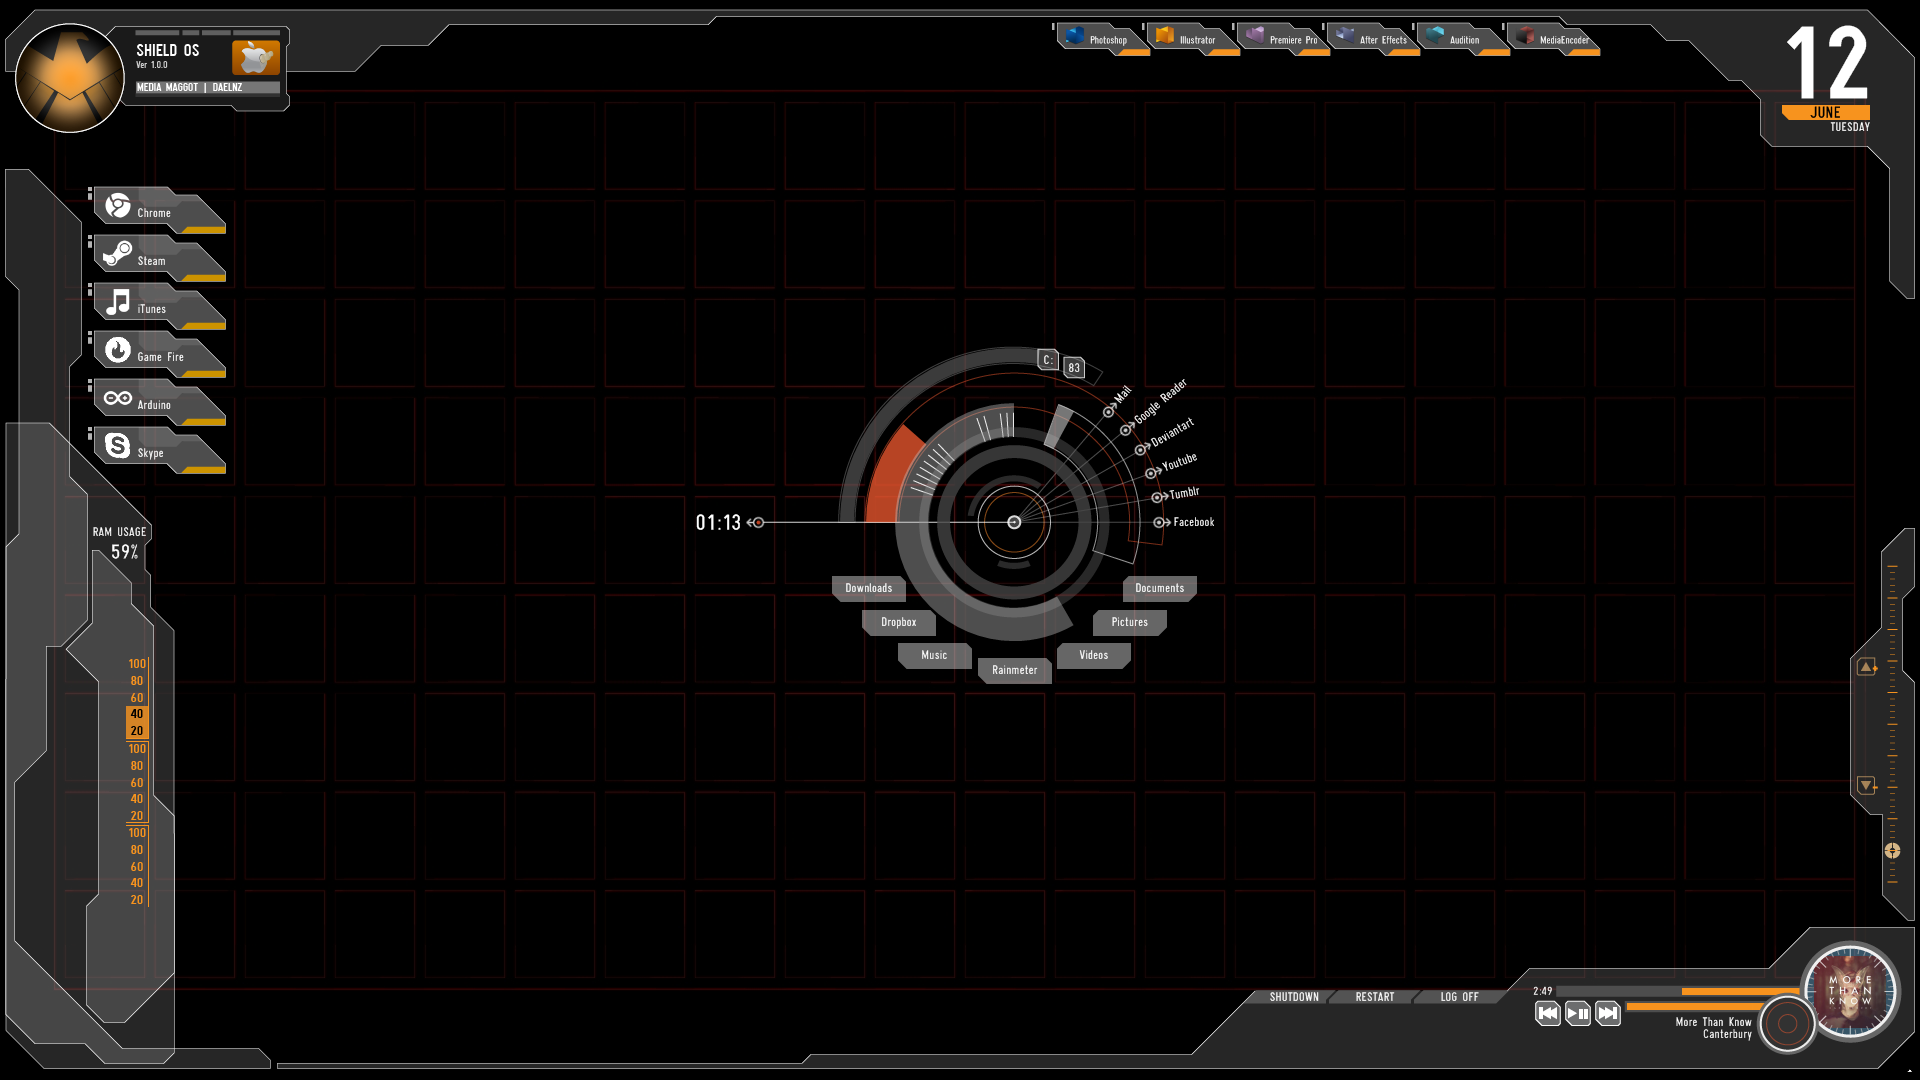 SHIELD OS
Ver 1.0.0
MEDIA MAGGOT | DAELNZ
Photoshop
Illustrator
Premiere Pro
After Effects
Audition
MediaEncoder
12
JUNE
TUESDAY
Chrome
Steam
iTunes
Game Fire
Arduino
Skype
C:
83
Mail
Google Reader
Deviantart
Youtube
Tumblr
Facebook
01:13
RAM USAGE
59%
Downloads
Dropbox
Music
Rainmeter
Videos
Pictures
Documents
100
80
60
40
20
100
80
60
40
20
100
80
60
40
20
SHUTDOWN
RESTART
LOG OFF
2:49
More Than Know
Canterbury
MORE
THAN
KNOW